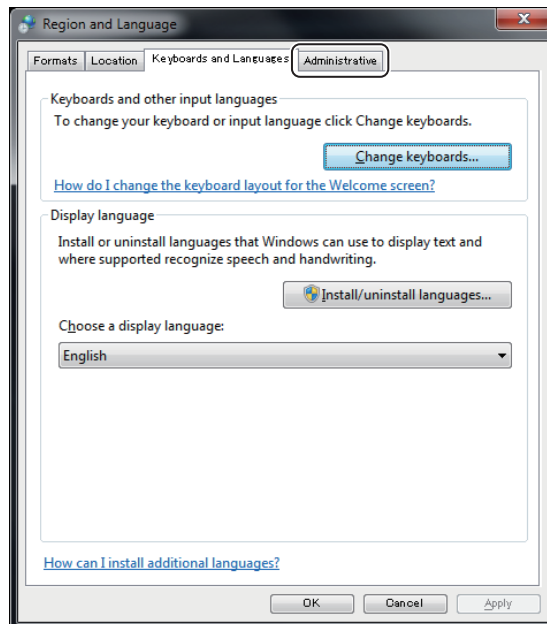 Region and Language
Formats Location Keyboards and Languages Administrative
Keyboards and other input languages
To change your keyboard or input language click Change keyboards.
Change keyboards...
How do I change the keyboard layout for the Welcome screen?
Display language
Install or uninstall languages that Windows can use to display text and
where supported recognize speech and handwriting.
Install/uninstall languages...
Choose a display language:
English
How can I install additional languages?
OK Cancel Apply